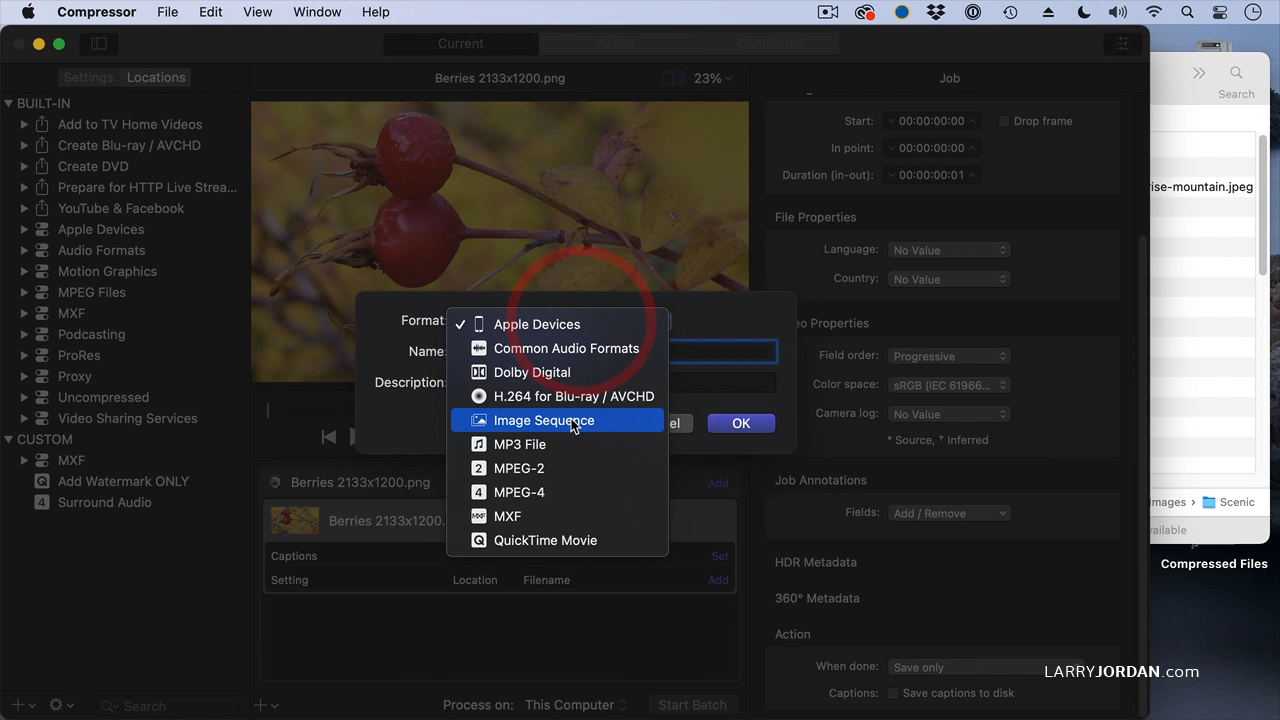 Compressor File Edit View Window Help
Current Active Completed
Settings Locations
Berries 2133x1200.png
23%
Job
Search
BUILT-IN
Add to TV Home Videos
Create Blu-ray / AVCHD
Create DVD
Prepare for HTTP Live Strea...
YouTube & Facebook
Apple Devices
Audio Formats
Motion Graphics
MPEG Files
MXF
Podcasting
ProRes
Proxy
Uncompressed
Video Sharing Services
CUSTOM
MXF
Add Watermark ONLY
Surround Audio
Search
Format:
Name:
Description:
Apple Devices
Common Audio Formats
Dolby Digital
H.264 for Blu-ray / AVCHD
Image Sequence
MP3 File
MPEG-2
MPEG-4
MXF
QuickTime Movie
el
OK
Berries 2133x1200.png
Add
Berries 2133x1200.
Captions
Set
Setting Location Filename Add
Process on: This Computer
Start Batch
Start: 00:00:00:00 Drop frame
In point: 00:00:00:00
Duration (in-out): 00:00:00:01
File Properties
Language: No Value
Country: No Value
eo Properties
Field order: Progressive
Color space: sRGB (IEC 61966...
Camera log: No Value
* Source, † Inferred
Job Annotations
Fields: Add / Remove
HDR Metadata
360° Metadata
Action
When done: Save only
Captions: Save captions to disk
rise-mountain.jpeg
Images Scenic
vailable
Compressed Files
LARRYJORDAN.com